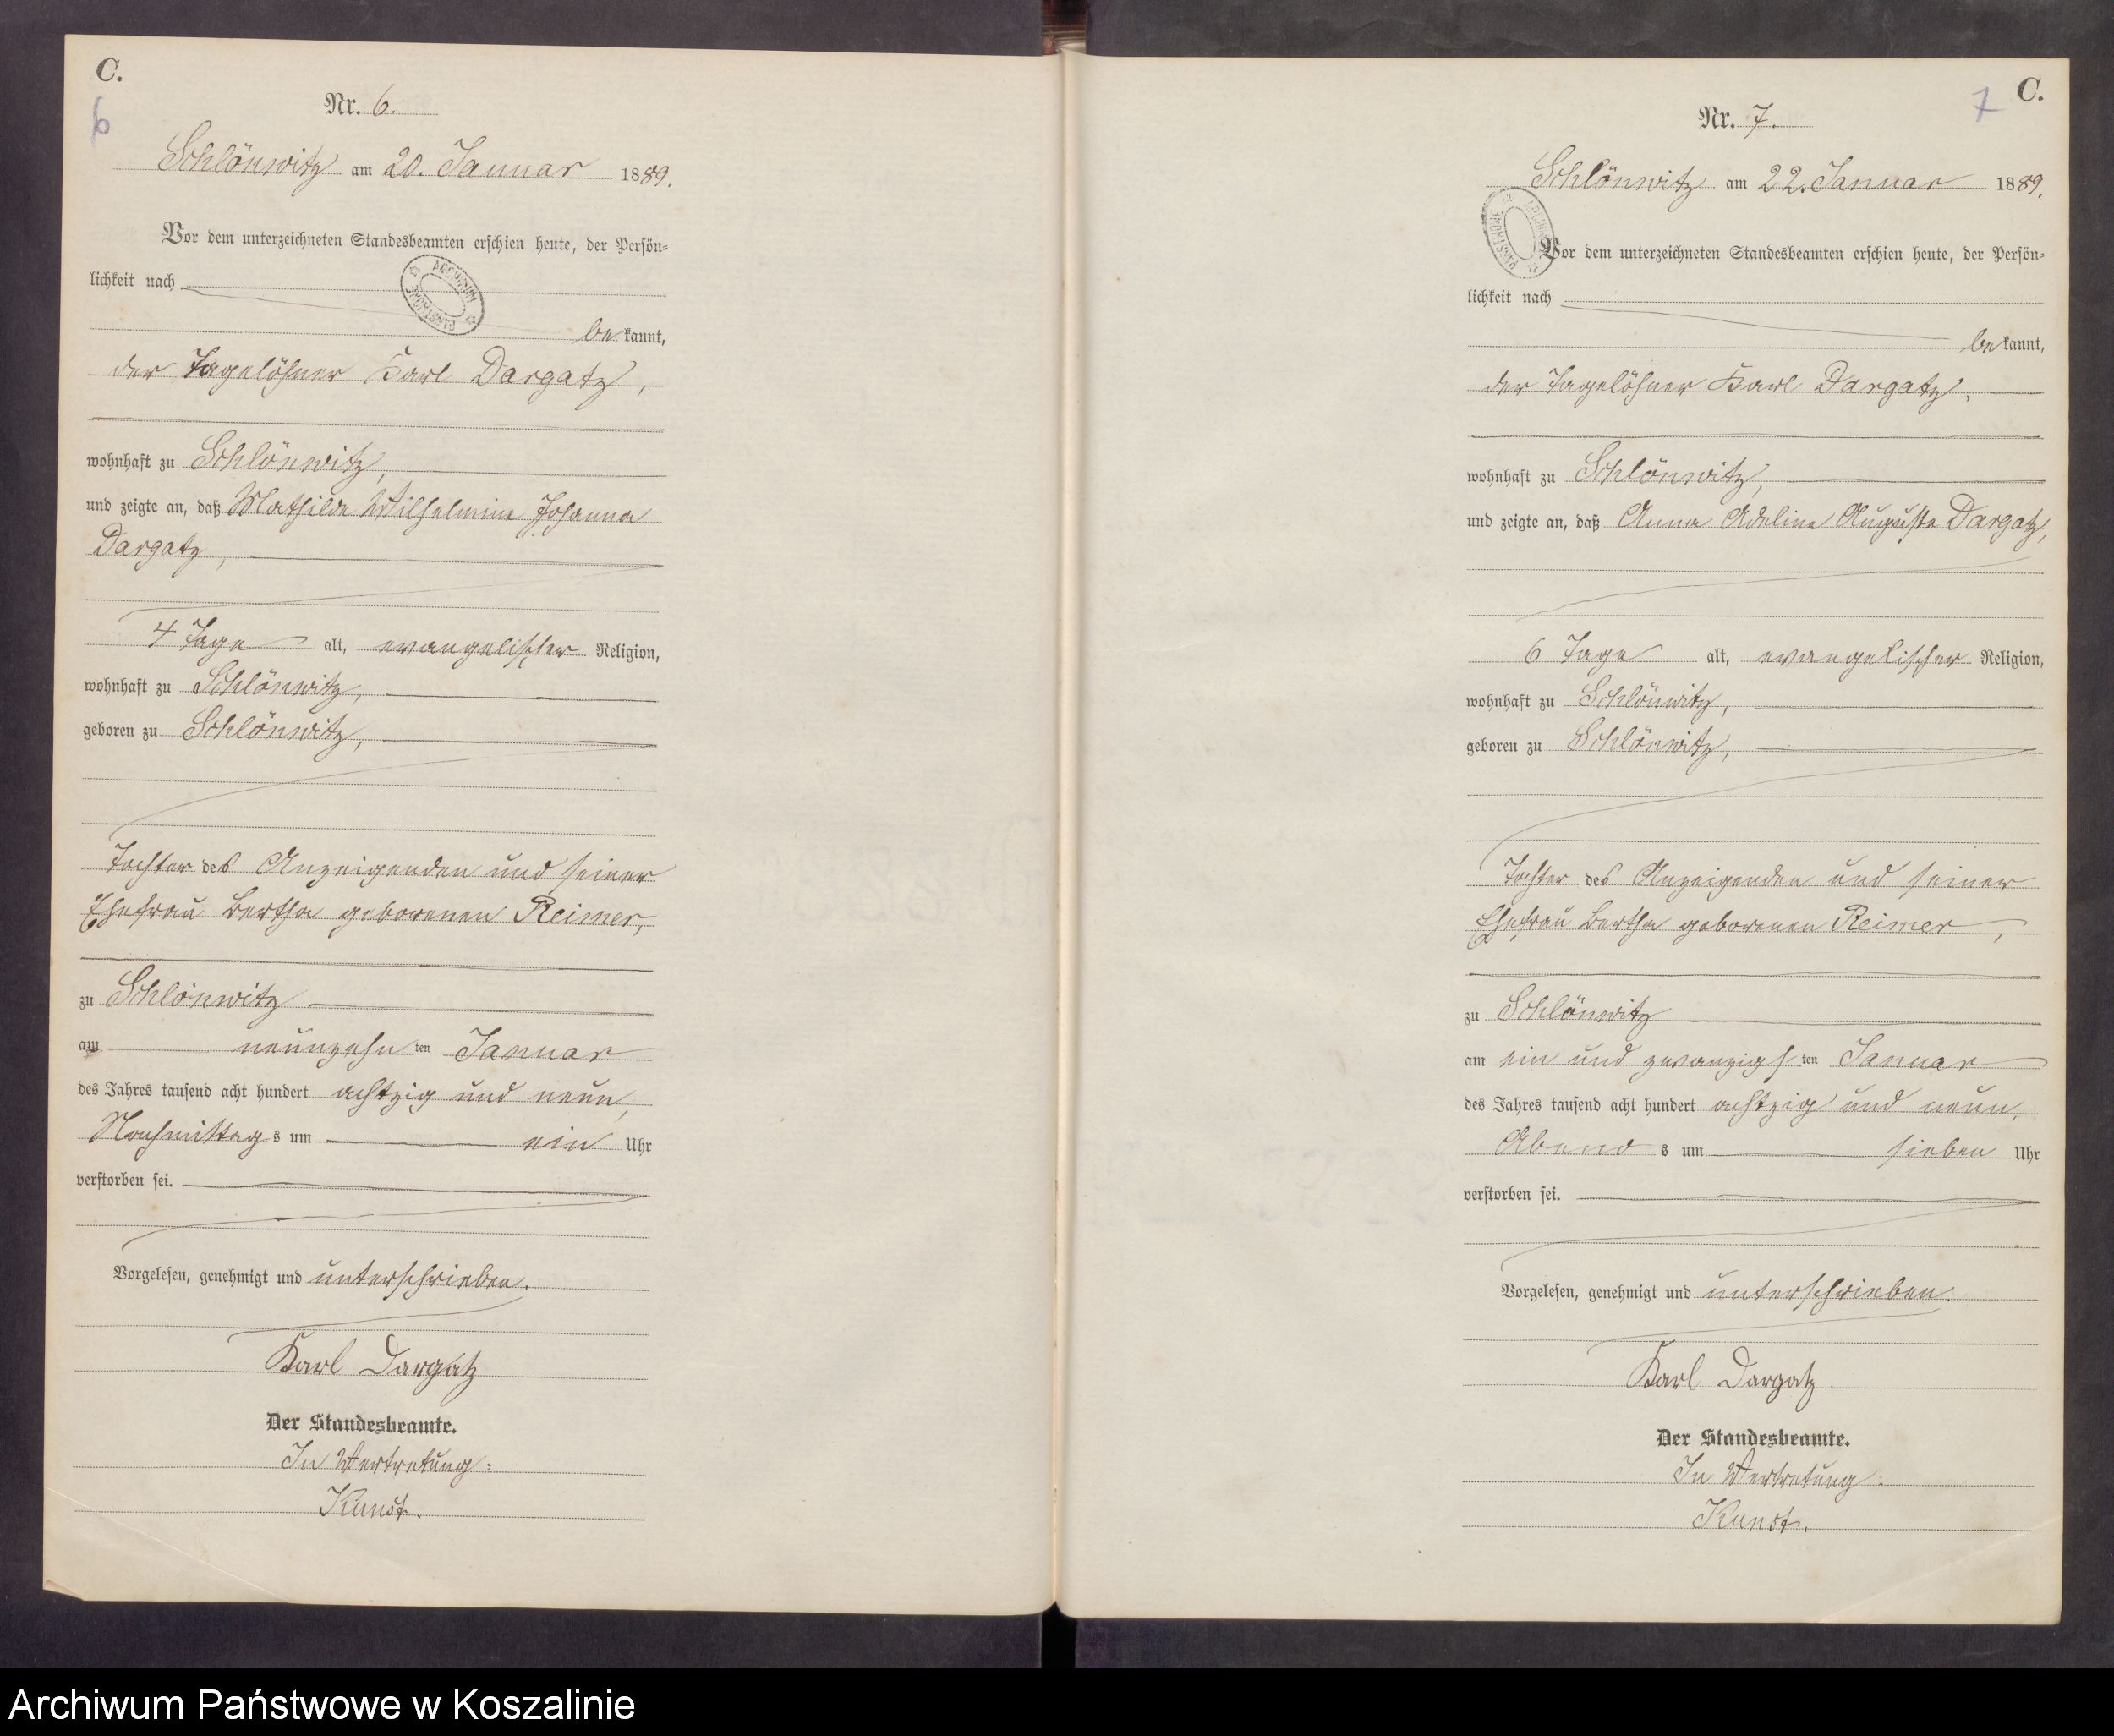 C.
6
Nr. 6.
Schlönwitz am 20. Januar 1889.
Vor dem unterzeichneten Standesbeamten erschien heute, der Persön-
lichkeit nach
bekannt,
der Tagelöhner Karl Dargatz,
wohnhaft zu Schlönwitz,
und zeigte an, daß Mathilde Wilhelmine Johanna
Dargatz,
4 Tage alt, evangelischer Religion,
wohnhaft zu Schlönwitz,
geboren zu Schlönwitz,
Tochter des Anzeigenden und seiner
Ehefrau Bertha geborenen Reimer,
zu Schlönwitz
am neunzehnten Januar
des Jahres tausend acht hundert achtzig und neun,
Nachmittags um ein Uhr
verstorben sei.
Vorgelesen, genehmigt und unterschrieben.
Karl Dargatz
Der Standesbeamte.
In Vertretung:
Kunst.
ARCHIWUM PAŃSTWOWE
C.
7
Nr. 7.
Schlönwitz am 22. Januar 1889.
Vor dem unterzeichneten Standesbeamten erschien heute, der Persön-
lichkeit nach
bekannt,
der Tagelöhner Karl Dargatz,
wohnhaft zu Schlönwitz,
und zeigte an, daß Anna Adeline Auguste Dargatz,
6 Tage alt, evangelischer Religion,
wohnhaft zu Schlönwitz,
geboren zu Schlönwitz,
Tochter des Anzeigenden und seiner
Ehefrau Bertha geborenen Reimer,
zu Schlönwitz
am ein und zwanzigsten Januar
des Jahres tausend acht hundert achtzig und neun,
Abends um sieben Uhr
verstorben sei.
Vorgelesen, genehmigt und unterschrieben.
Karl Dargatz.
Der Standesbeamte.
In Vertretung.
Kunst.
ARCHIWUM PAŃSTWOWE
Archiwum Państwowe w Koszalinie